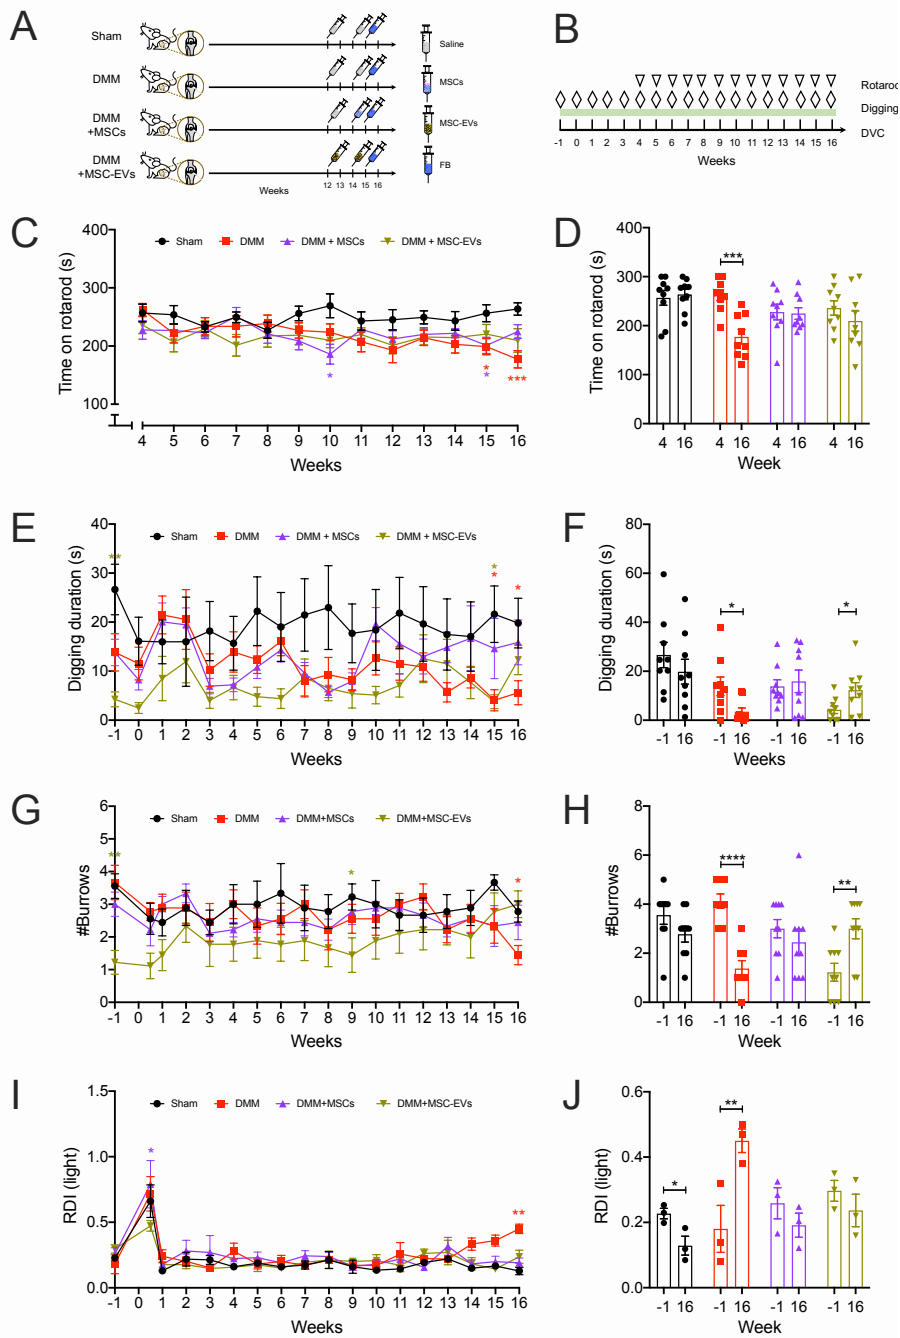 A
Sham
DMM
DMM
+MSCs
DMM
+MSC-EVs
Weeks
12 13 14 15 16
Saline
MSCs
MSC-EVs
FB
B
Rotarod
Digging
DVC
-1 0 1 2 3 4 5 6 7 8 9 10 11 12 13 14 15 16
Weeks
C
Sham DMM DMM + MSCs DMM + MSC-EVs
Time on rotarod (s)
400
300
200
100
* * * ***
4 5 6 7 8 9 10 11 12 13 14 15 16
Weeks
D
Time on rotarod (s)
400
300
200
100
0
***
4 16 4 16 4 16 4 16
Week
E
Sham DMM DMM + MSCs DMM + MSC-EVs
Digging duration (s)
40
30
20
10
0
** * * *
-1 0 1 2 3 4 5 6 7 8 9 10 11 12 13 14 15 16
Weeks
F
Digging duration (s)
60
40
20
0
* *
-1 16 -1 16 -1 16 -1 16
Weeks
G
Sham DMM DMM+MSCs DMM+MSC-EVs
#Burrows
6
5
4
3
2
1
0
** * *
-1 0 1 2 3 4 5 6 7 8 9 10 11 12 13 14 15 16
Weeks
H
#Burrows
8
6
4
2
0
**** **
-1 16 -1 16 -1 16 -1 16
Week
I
Sham DMM DMM+MSCs DMM+MSC-EVs
RDI (light)
1.5
1.0
0.5
0.0
* **
-1 0 1 2 3 4 5 6 7 8 9 10 11 12 13 14 15 16
Weeks
J
RDI (light)
0.6
0.4
0.2
0.0
* **
-1 16 -1 16 -1 16 -1 16
Week